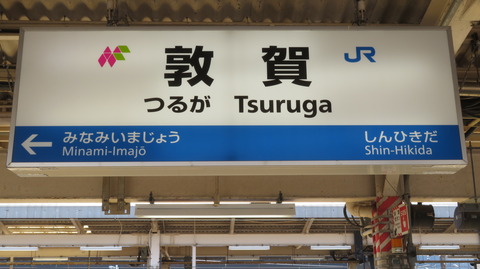 敦賀
JR
つるが Tsuruga
みなみいまじょう しんひきだ
Minami-Imajō Shin-Hikida